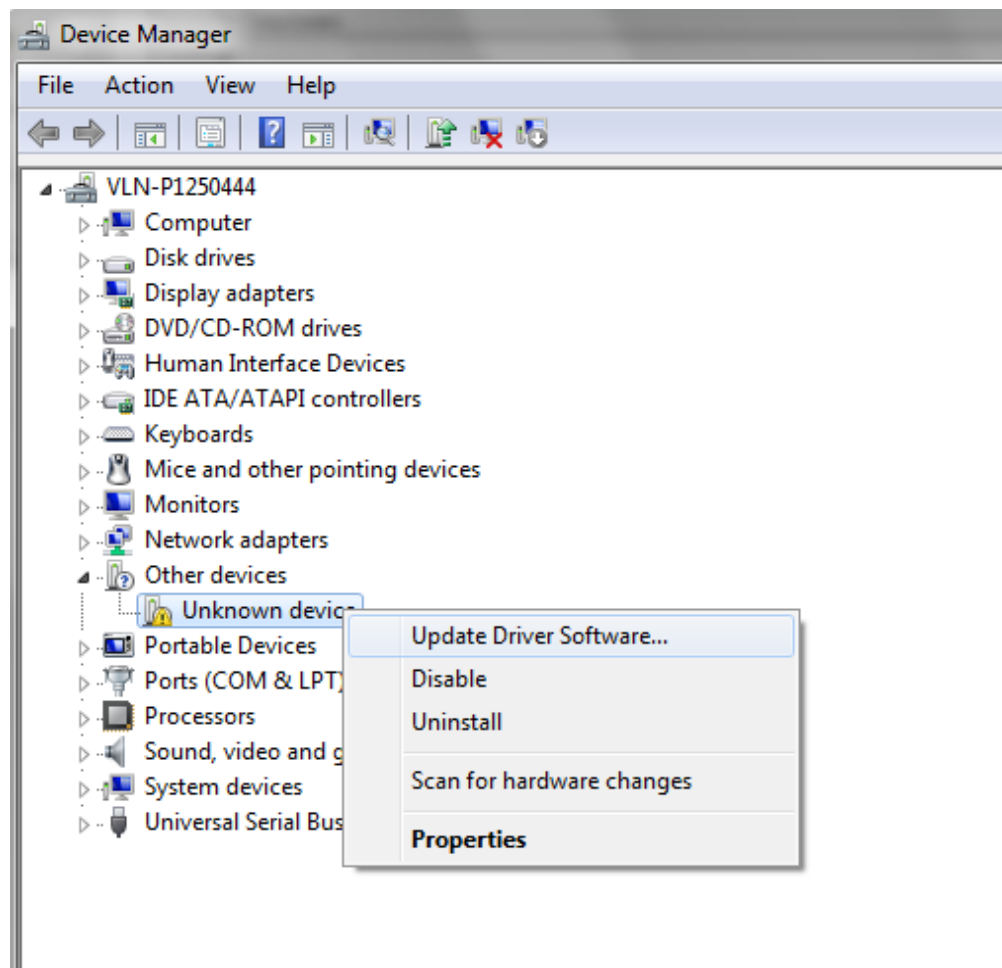 Device Manager
File Action View Help
VLN-P1250444
Computer
Disk drives
Display adapters
DVD/CD-ROM drives
Human Interface Devices
IDE ATA/ATAPI controllers
Keyboards
Mice and other pointing devices
Monitors
Network adapters
Other devices
Unknown device
Update Driver Software...
Portable Devices
Disable
Ports (COM & LPT)
Uninstall
Processors
Sound, video and g
Scan for hardware changes
System devices
Universal Serial Bus
Properties